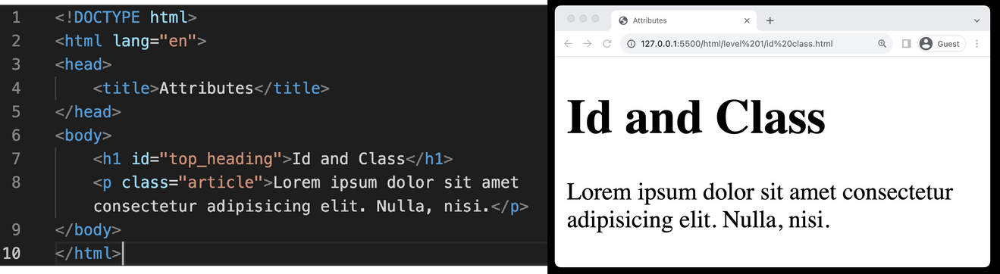 1 <!DOCTYPE html>
2 <html lang="en">
3 <head>
4 <title>Attributes</title>
5 </head>
6 <body>
7 <h1 id="top_heading">Id and Class</h1>
8 <p class="article">Lorem ipsum dolor sit amet
consectetur adipisicing elit. Nulla, nisi.</p>
9 </body>
10 </html>
Attributes
127.0.0.1:5500/html/level%201/id%20class.html
Guest
Id and Class
Lorem ipsum dolor sit amet consectetur
adipisicing elit. Nulla, nisi.